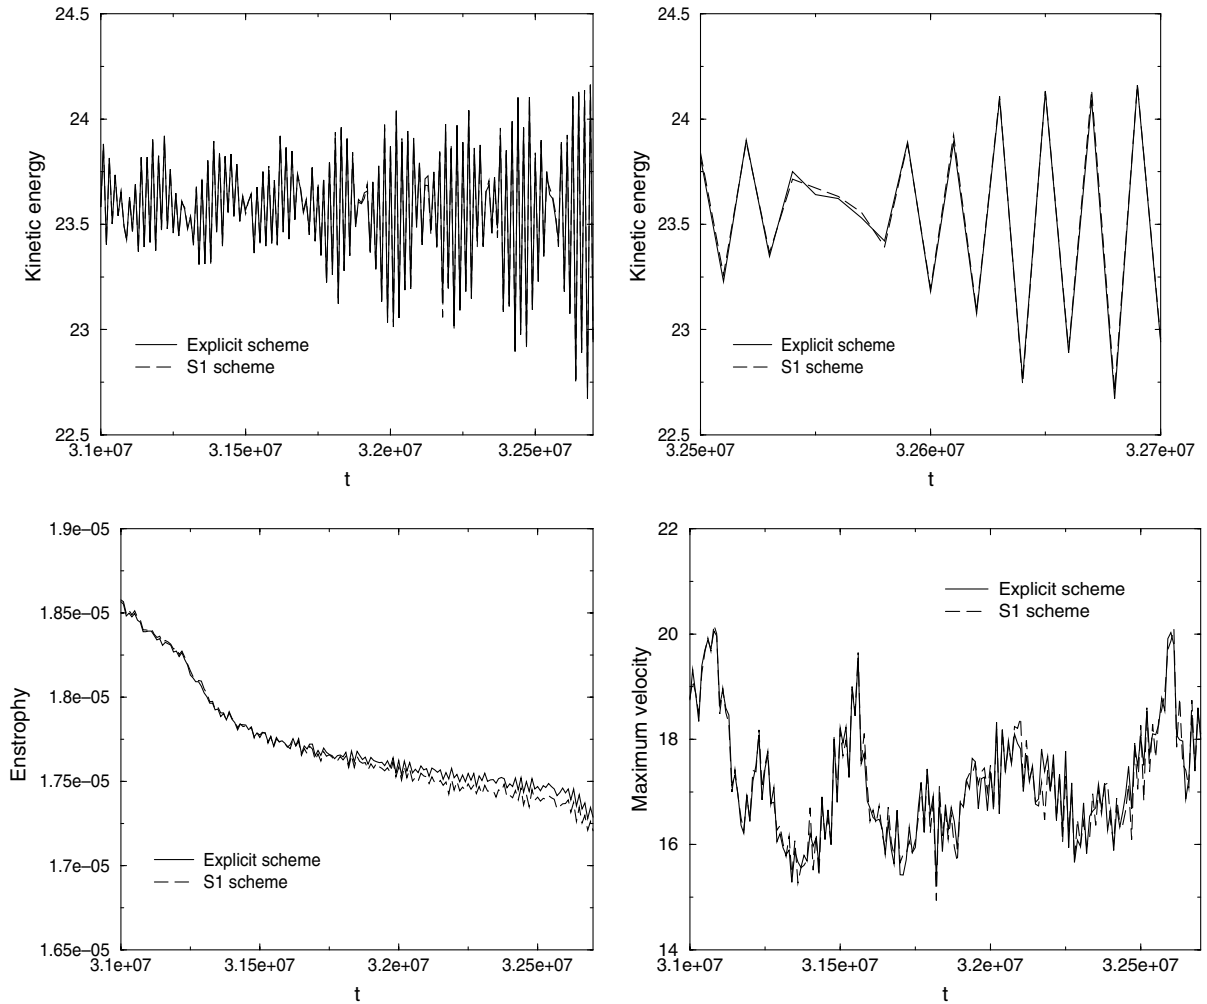 24.5
24
23.5
23
22.5
Kinetic energy
Explicit scheme
S1 scheme
3.1e+07 3.15e+07 3.2e+07 3.25e+07
t
24.5
24
23.5
23
22.5
Kinetic energy
Explicit scheme
S1 scheme
3.25e+07 3.26e+07 3.27e+07
t
1.9e−05
1.85e−05
1.8e−05
1.75e−05
1.7e−05
1.65e−05
Enstrophy
Explicit scheme
S1 scheme
3.1e+07 3.15e+07 3.2e+07 3.25e+07
t
22
20
18
16
14
Maximum velocity
Explicit scheme
S1 scheme
3.1e+07 3.15e+07 3.2e+07 3.25e+07
t